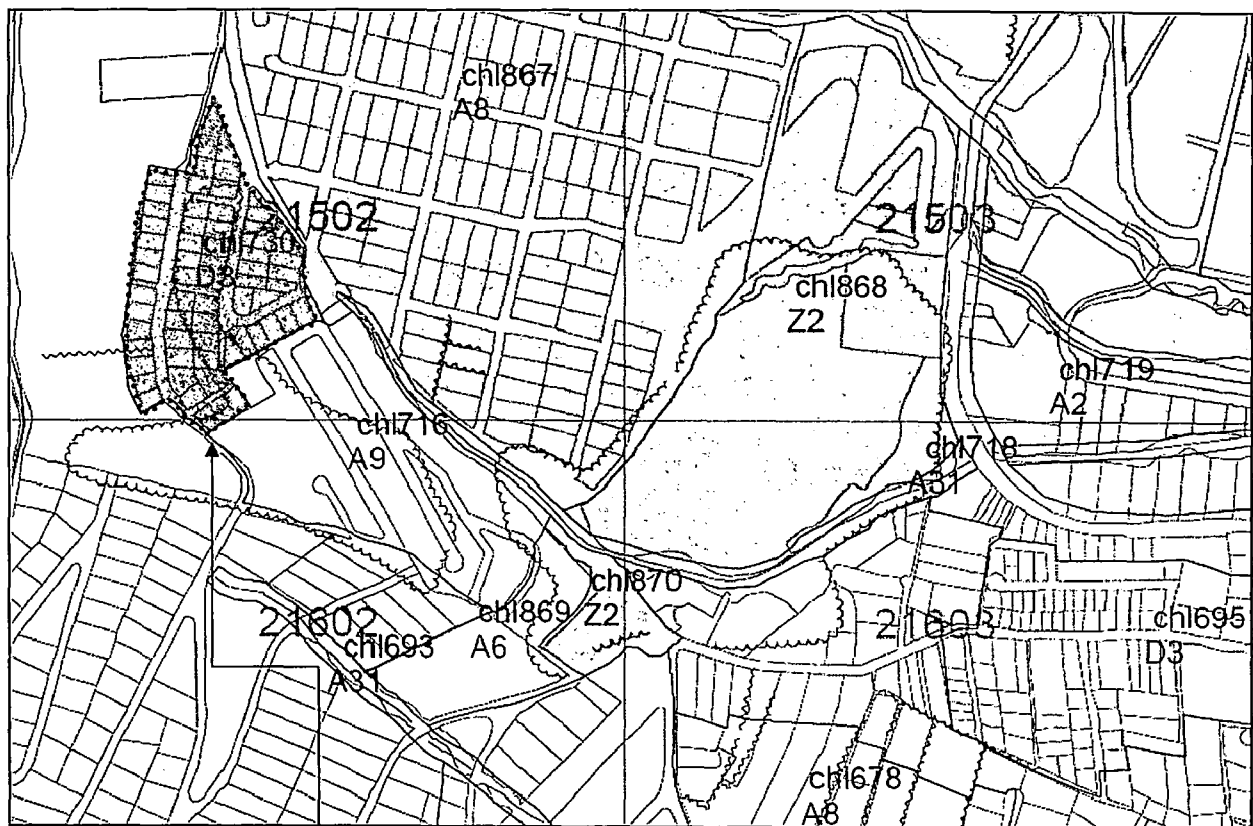 chl867
A8
21502
21503
chl730
D3
chl868
Z2
chl719
A2
chl716
A9
chl718
A31
chl870
Z2
21602
chl869
A6
21603
chl695
D3
chl693
A31
chl678
A8